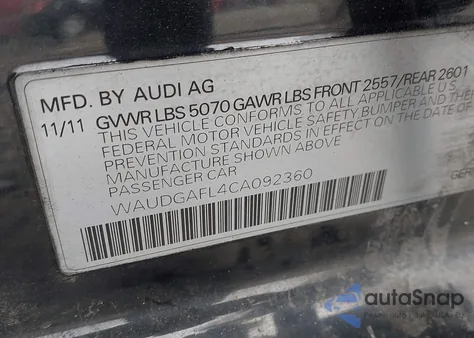 MFD. BY AUDI AG
11/11 GVWR LBS 5070 GAWR LBS FRONT 2557/REAR 2601
THIS VEHICLE CONFORMS TO ALL APPLICABLE U.S
FEDERAL MOTOR VEHICLE SAFETY BUMPER AND THE
PREVENTION STANDARDS IN EFFECT ON THE DATE O
MANUFACTURE SHOWN ABOVE
PASSENGER CAR GER
WAUDGAFL4CA092360
autoSnap